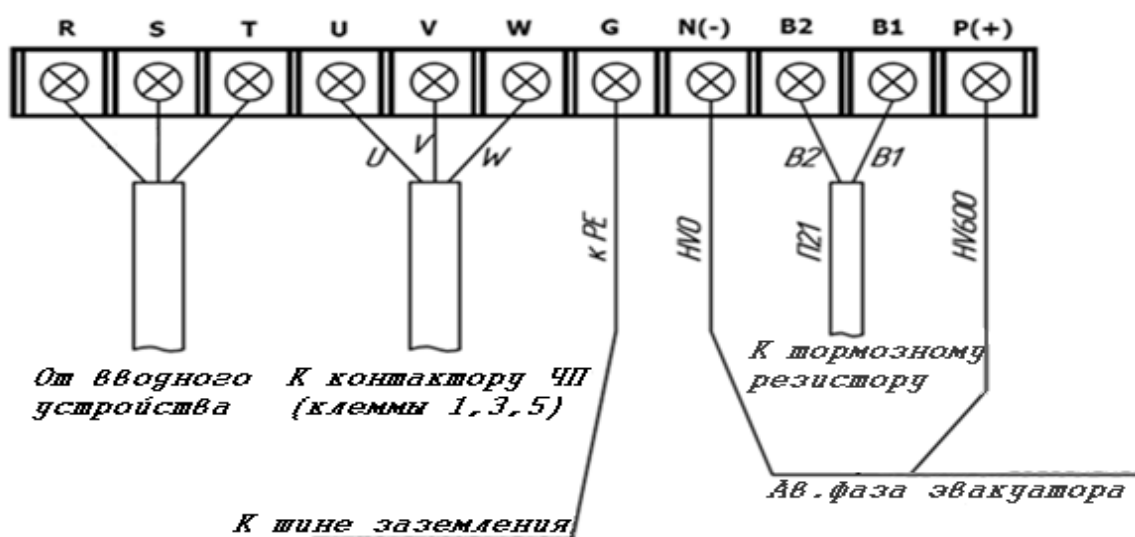 R S T U V W G N(-) B2 B1 P(+)
U V W B2 B1
к PE
HV0
П21
HV600
От вводного
устройства
К контактору ЧП
(клеммы 1,3,5)
К тормозному
резистору
Ав.фаза эвакуатора
К шине заземления